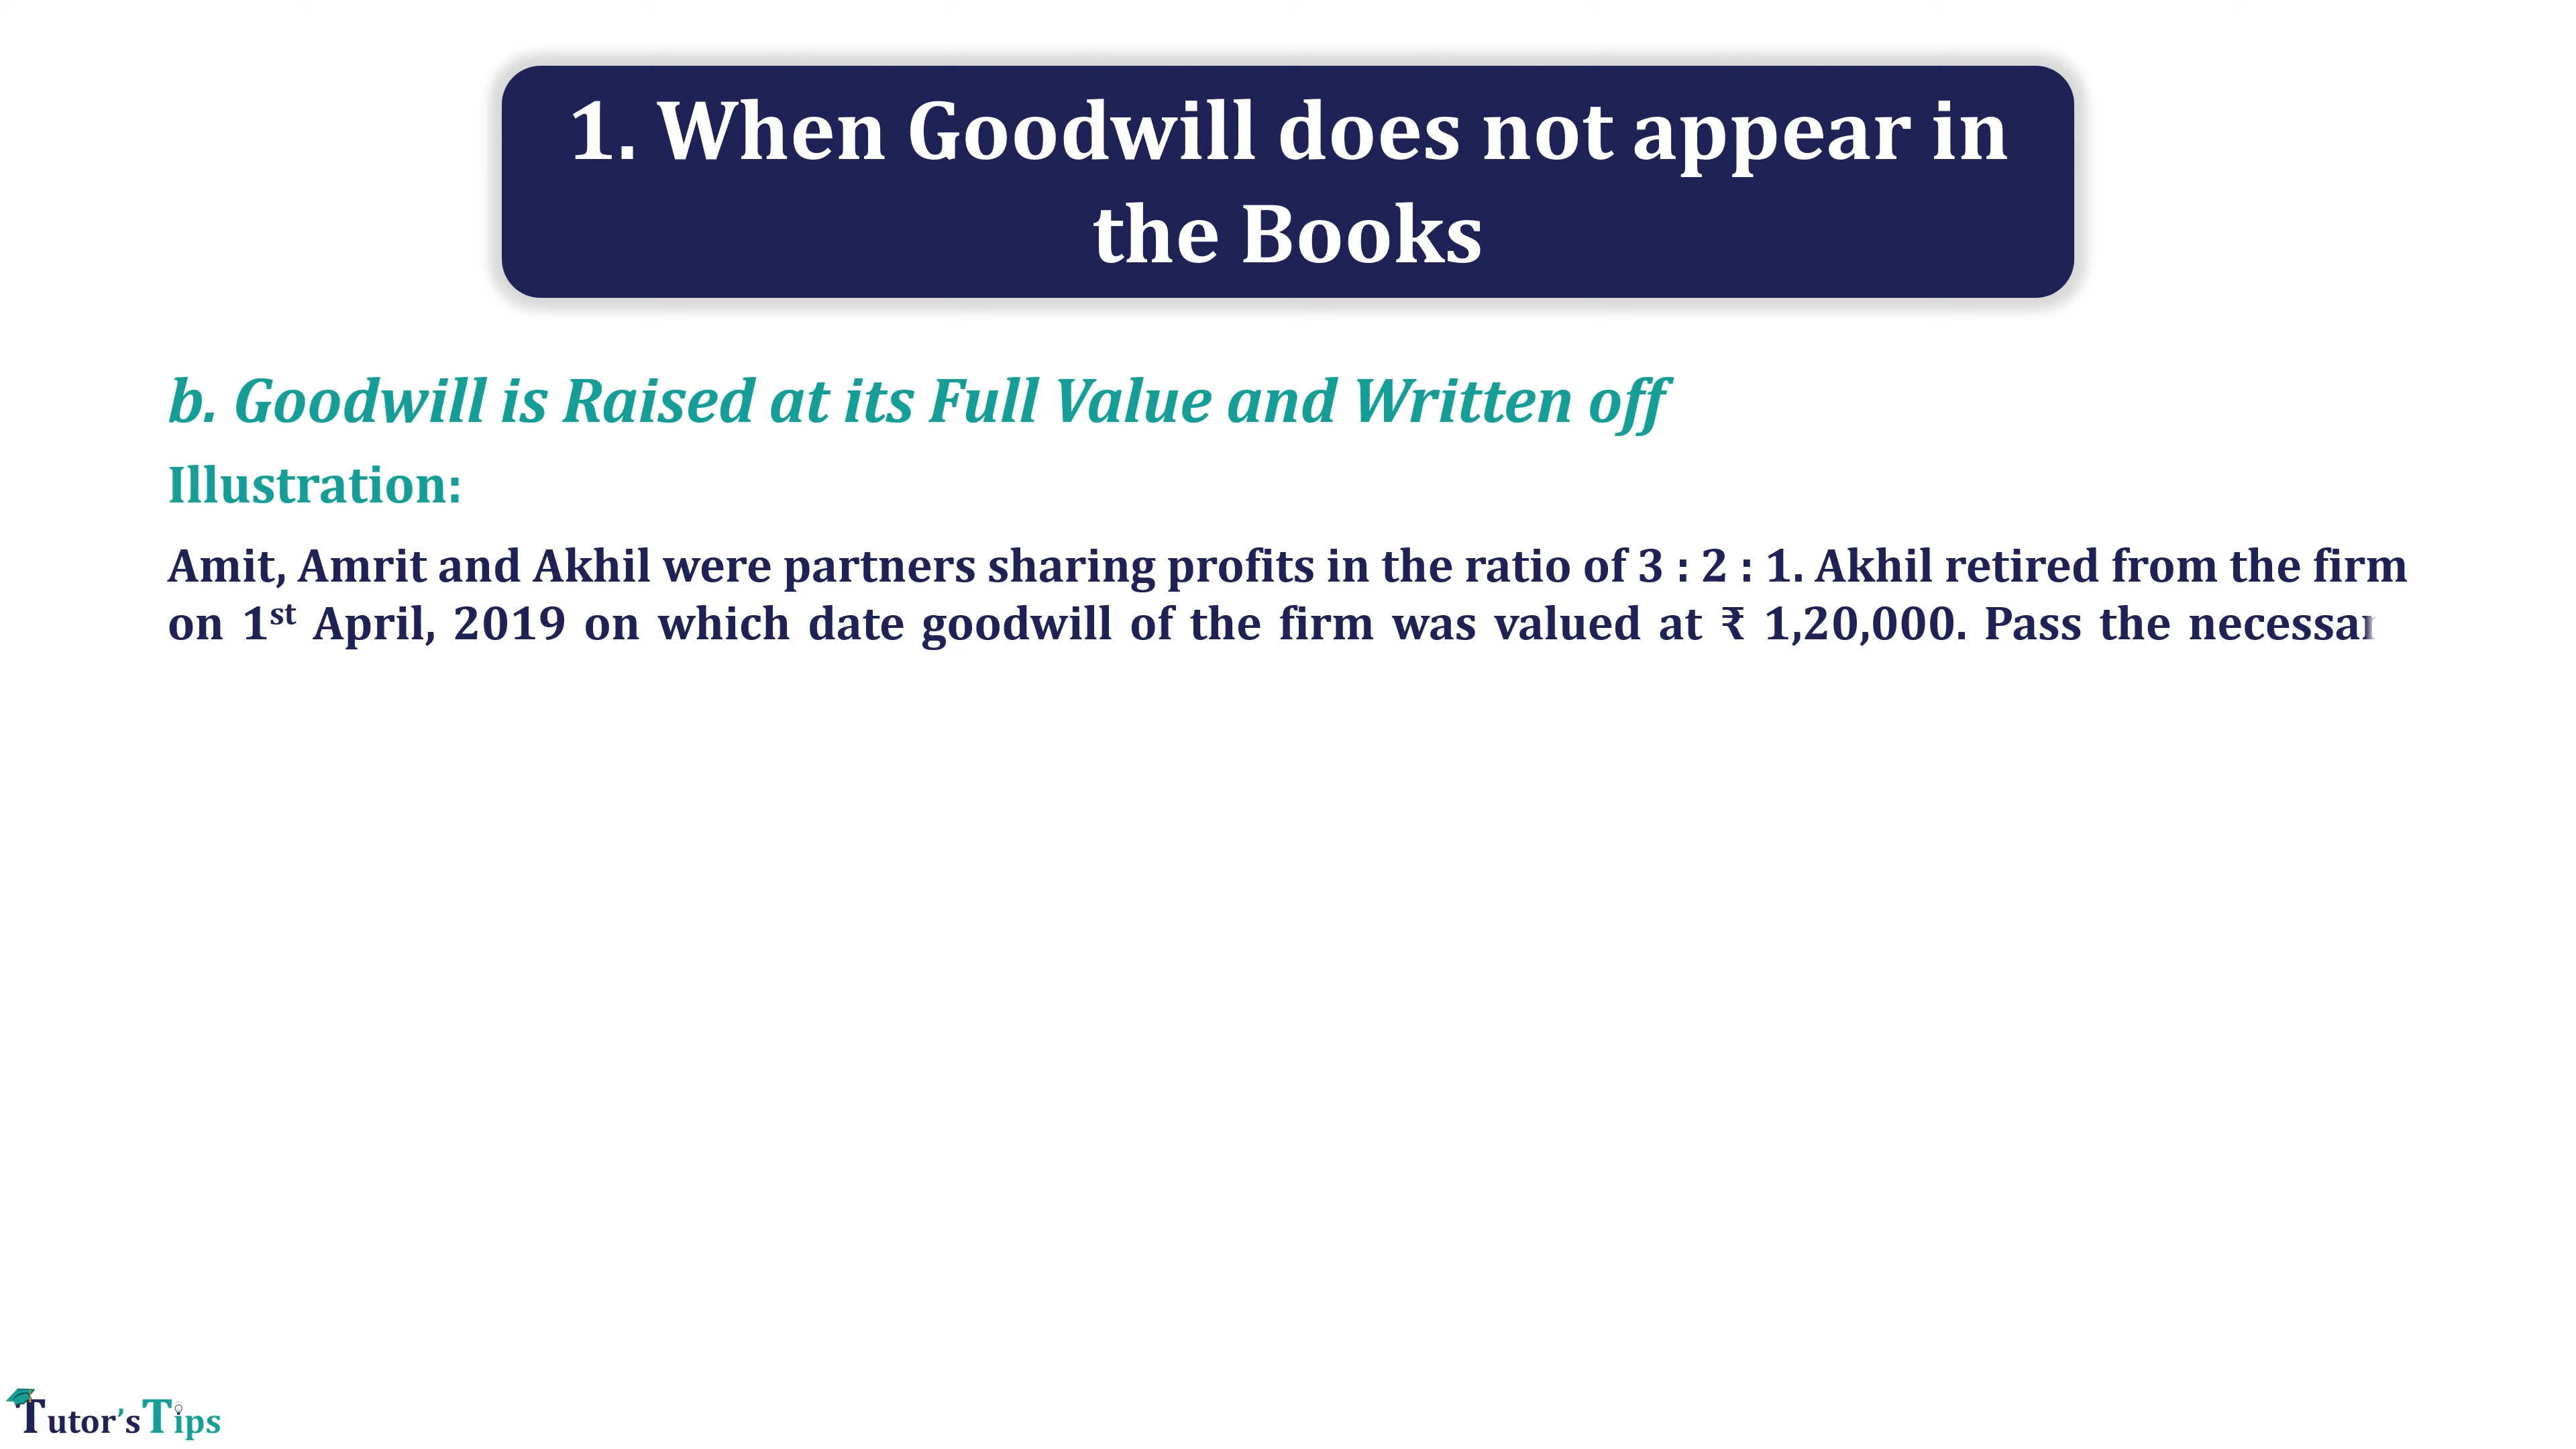 1. When Goodwill does not appear in
the Books
b. Goodwill is Raised at its Full Value and Written off
Illustration:
Amit, Amrit and Akhil were partners sharing profits in the ratio of 3 : 2 : 1. Akhil retired from the firm
on 1st April, 2019 on which date goodwill of the firm was valued at ₹ 1,20,000. Pass the
Tutor'sTips